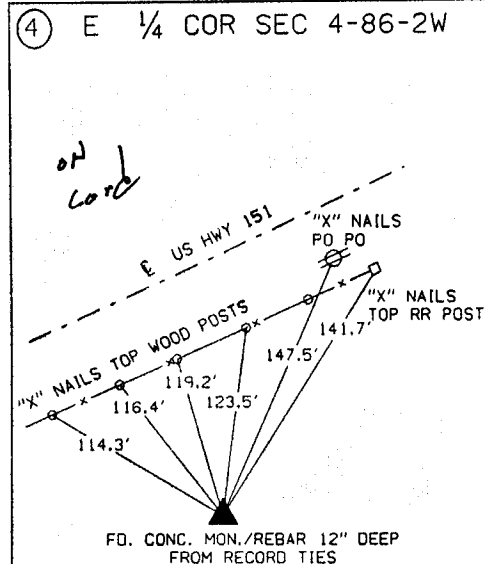 ④ E 1/4 COR SEC 4-86-2W
on
Card
℄ US HWY 151
"X" NAILS
PO PO
"X" NAILS
TOP RR POST
"X" NAILS TOP WOOD POSTS
141.7'
147.5'
119.2'
123.5'
116.4'
114.3'
FD. CONC. MON./REBAR 12" DEEP
FROM RECORD TIES